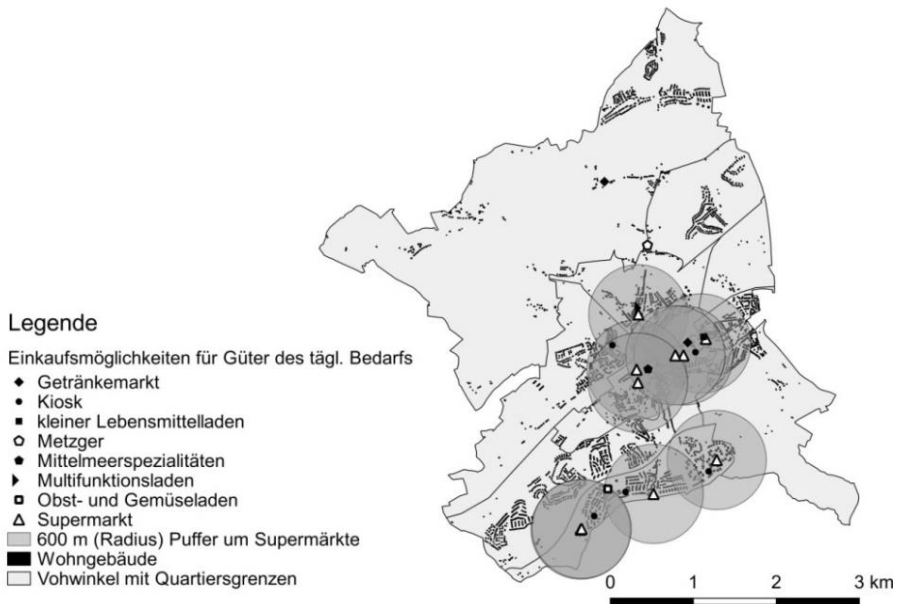 Legende
Einkaufsmöglichkeiten für Güter des tägl. Bedarfs
Getränkemarkt
Kiosk
kleiner Lebensmittelladen
Metzger
Mittelmeerspezialitäten
Multifunktionsladen
Obst- und Gemüseladen
Supermarkt
600 m (Radius) Puffer um Supermärkte
Wohngebäude
Vohwinkel mit Quartiersgrenzen
0 1 2 3 km